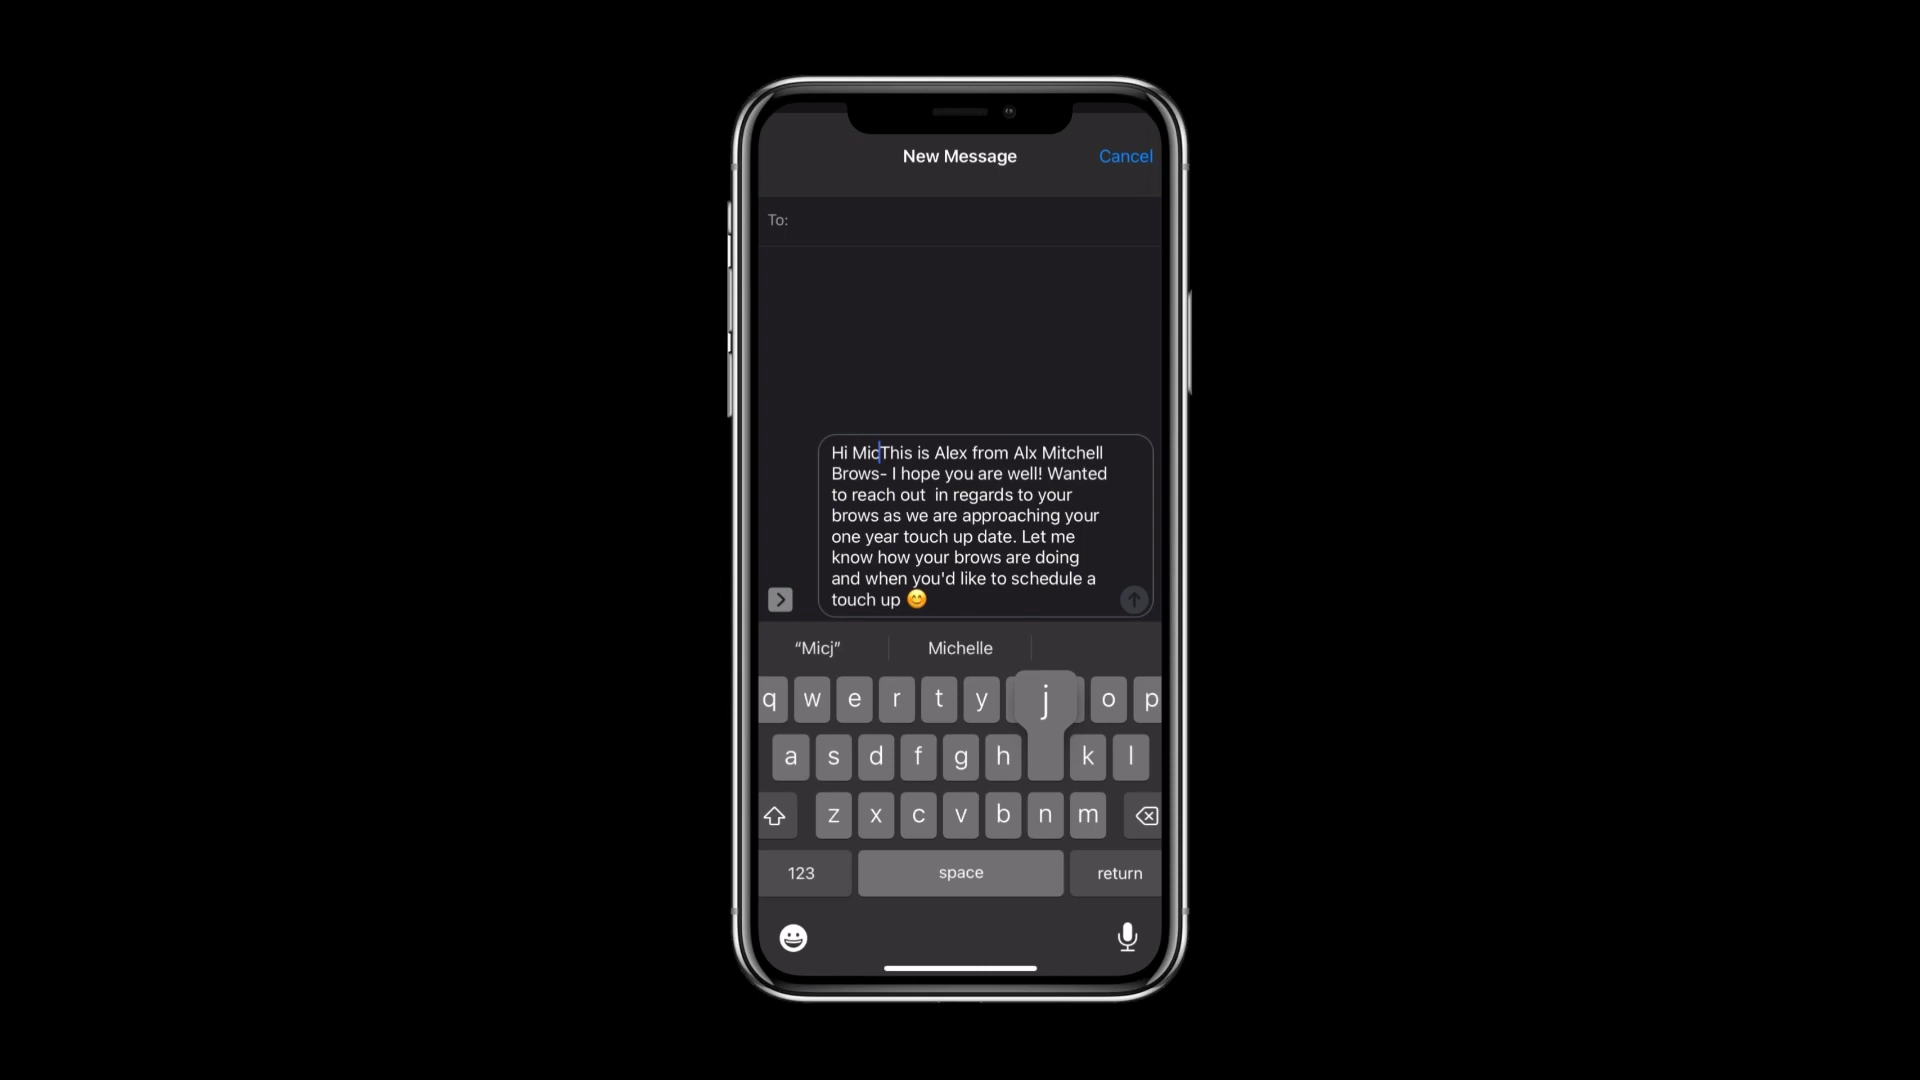 New Message
Cancel
To:
Hi MicThis is Alex from Alx Mitchell
Brows- I hope you are well! Wanted
to reach out  in regards to your
brows as we are approaching your
one year touch up date. Let me
know how your brows are doing
and when you'd like to schedule a
touch up 😊
“Micj” Michelle
q w e r t y j o p
a s d f g h k l
z x c v b n m
123 space return